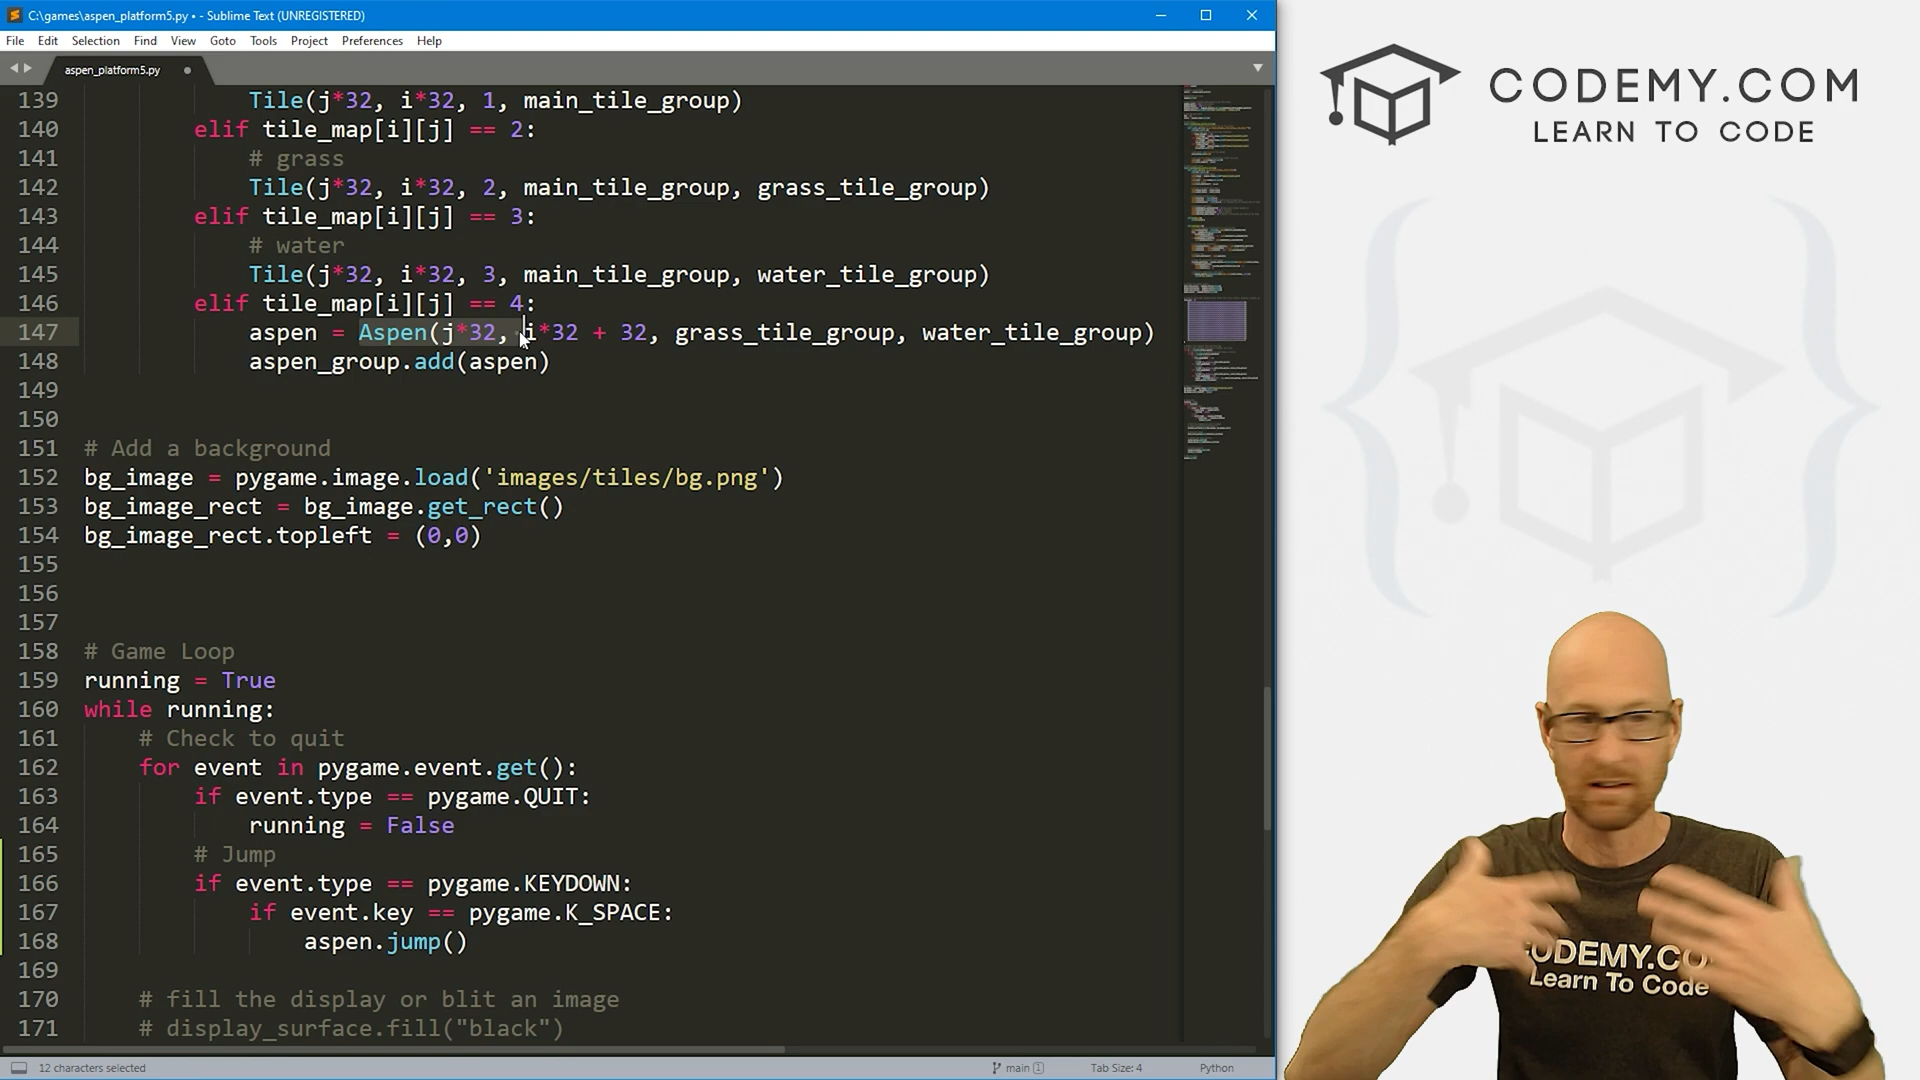 C:\games\aspen_platform5.py • - Sublime Text (UNREGISTERED)
File Edit Selection Find View Goto Tools Project Preferences Help
aspen_platform5.py
139 Tile(j*32, i*32, 1, main_tile_group)
140 elif tile_map[i][j] == 2:
141 # grass
142 Tile(j*32, i*32, 2, main_tile_group, grass_tile_group)
143 elif tile_map[i][j] == 3:
144 # water
145 Tile(j*32, i*32, 3, main_tile_group, water_tile_group)
146 elif tile_map[i][j] == 4:
147 aspen = Aspen(j*32, i*32 + 32, grass_tile_group, water_tile_group)
148 aspen_group.add(aspen)
149
150
151 # Add a background
152 bg_image = pygame.image.load('images/tiles/bg.png')
153 bg_image_rect = bg_image.get_rect()
154 bg_image_rect.topleft = (0,0)
155
156
157
158 # Game Loop
159 running = True
160 while running:
161 # Check to quit
162 for event in pygame.event.get():
163 if event.type == pygame.QUIT:
164 running = False
165 # Jump
166 if event.type == pygame.KEYDOWN:
167 if event.key == pygame.K_SPACE:
168 aspen.jump()
169
170 # fill the display or blit an image
171 # display_surface.fill("black")
12 characters selected
main 1
Tab Size: 4
Python
CODEMY.COM
LEARN TO CODE
Learn To Code